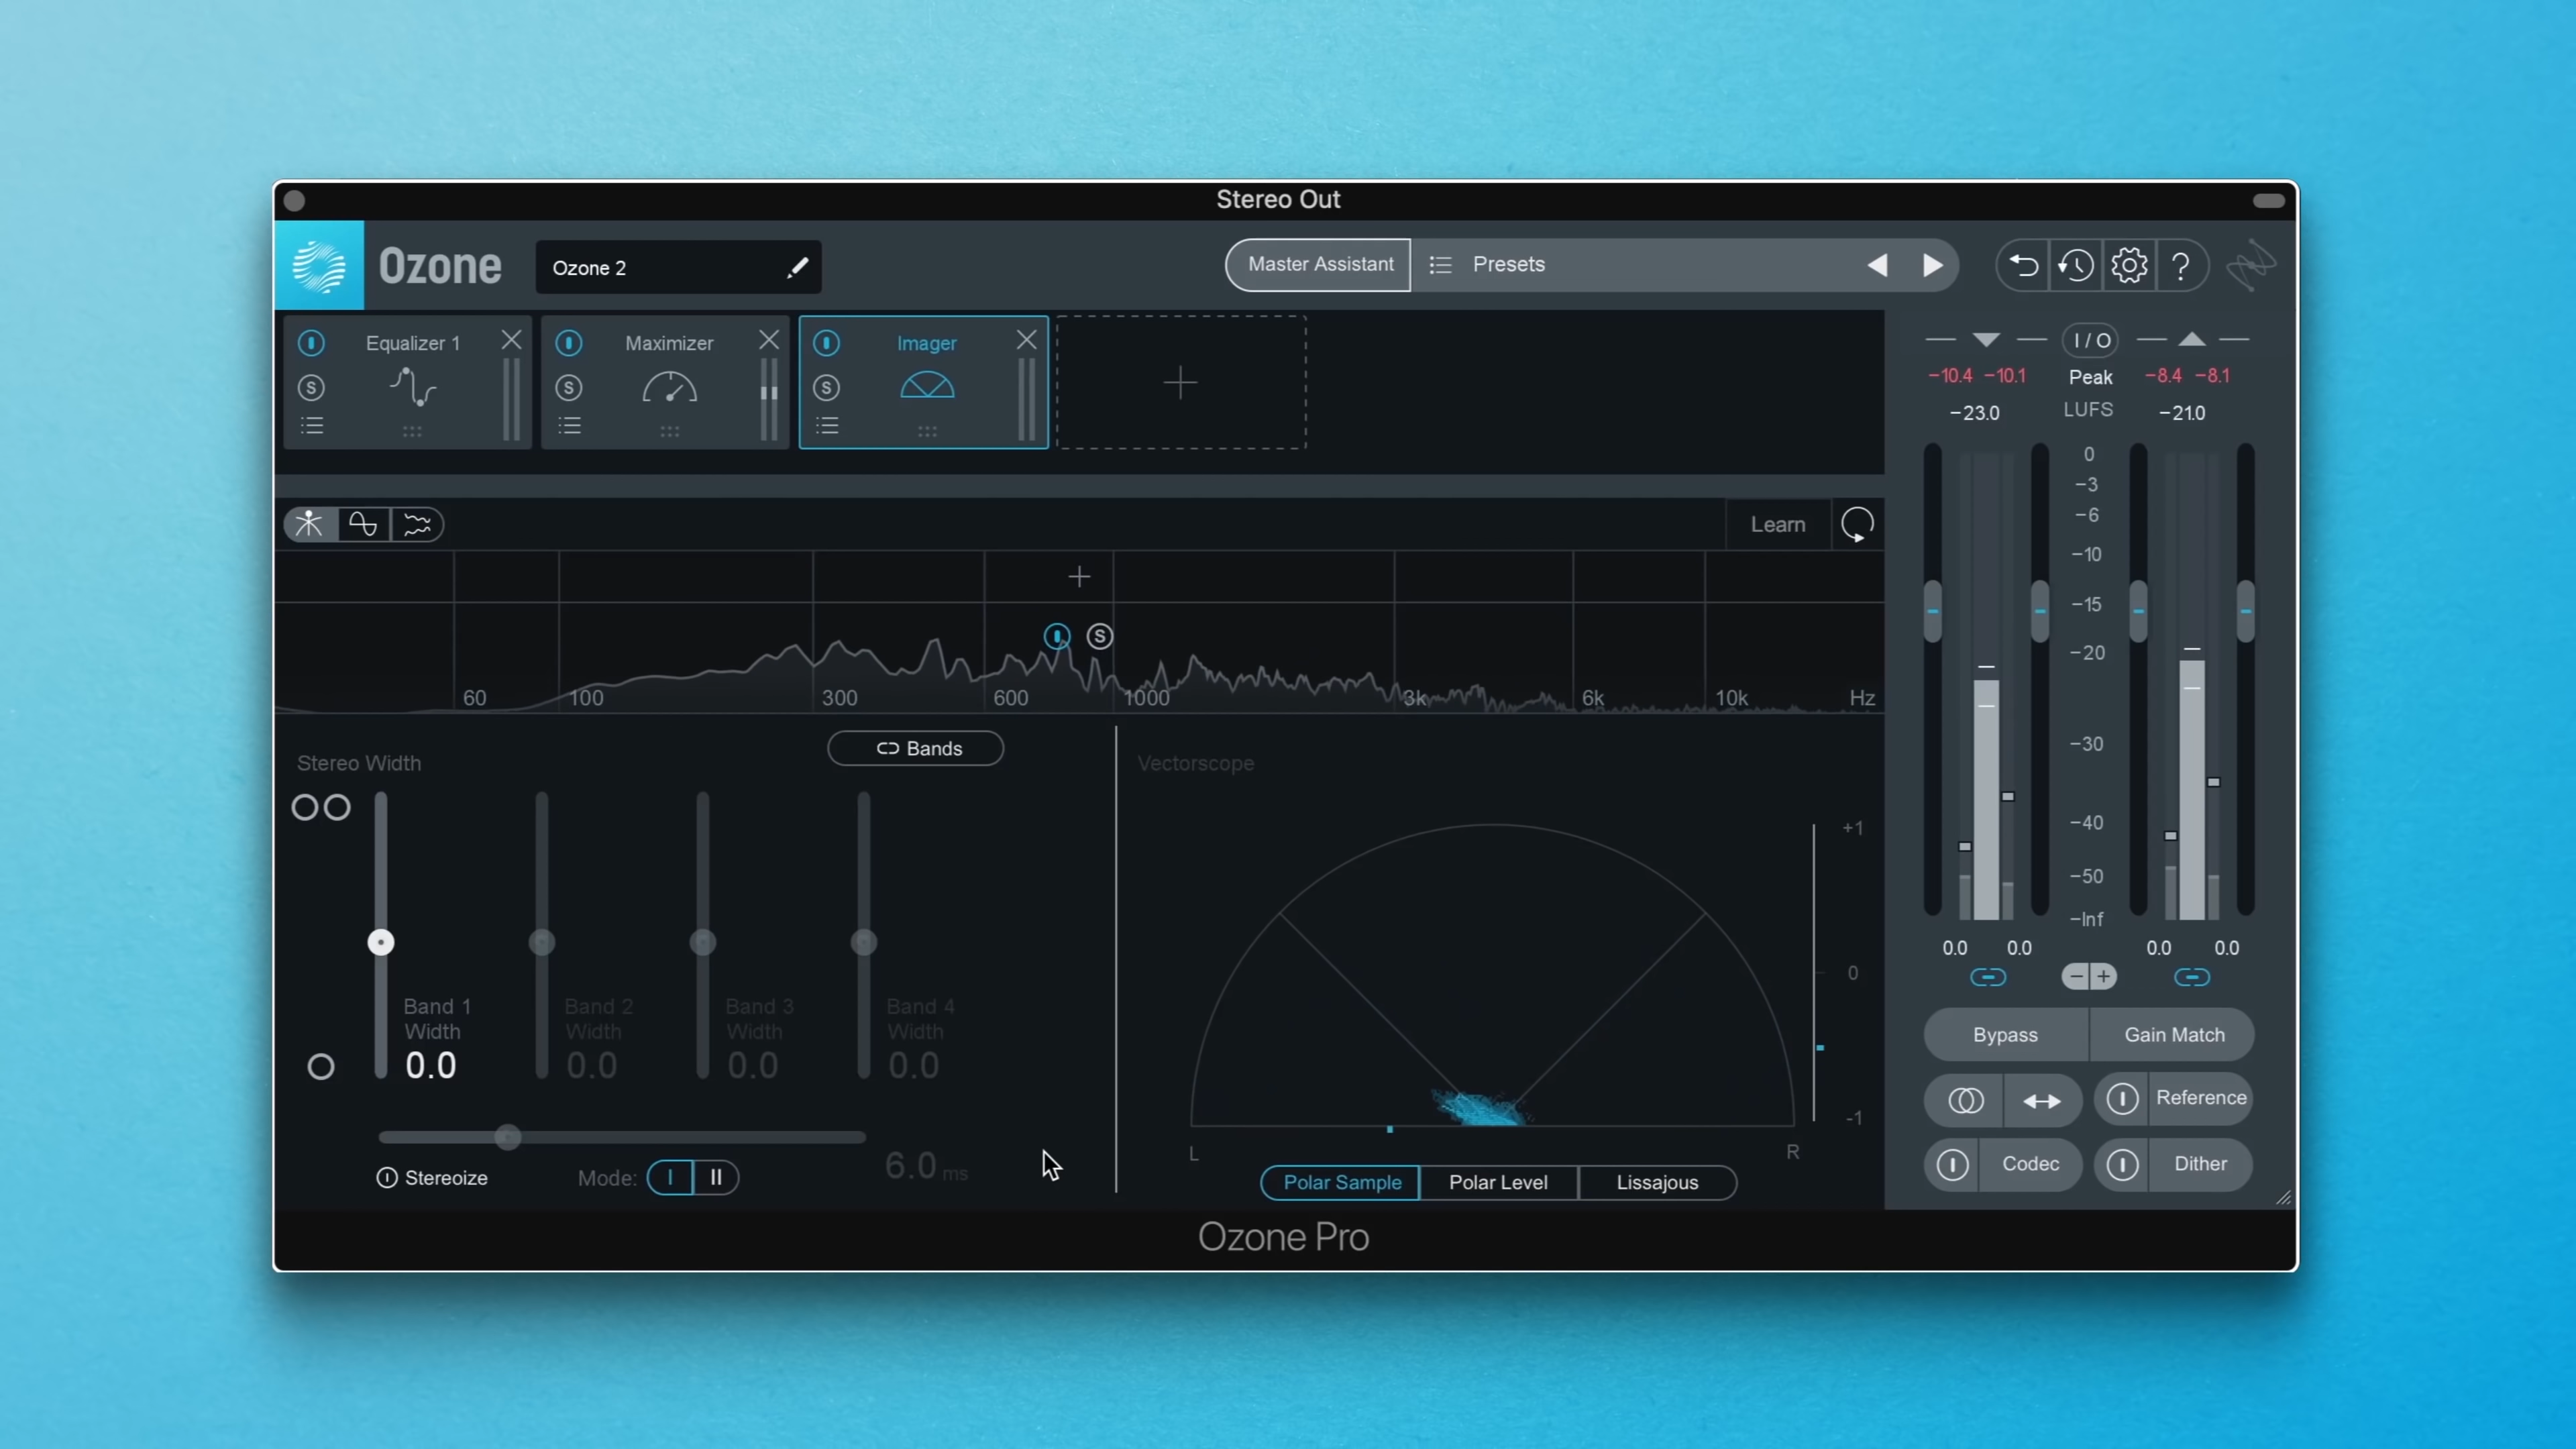 Stereo Out
Ozone
Ozone 2
Master Assistant
Presets
?
Equalizer 1
Maximizer
Imager
S
S
S
I / O
-10.4 -10.1
Peak
-8.4 -8.1
-23.0
LUFS
-21.0
Learn
S
60
100
300
600
1000
3k
6k
10k
Hz
0
-3
-6
-10
-15
-20
-30
-40
-50
-Inf
Stereo Width
Bands
Vectorscope
+1
0
-1
Band 1
Width
0.0
Band 2
Width
0.0
Band 3
Width
0.0
Band 4
Width
0.0
Stereoize
Mode:
I
II
6.0 ms
L
R
Polar Sample
Polar Level
Lissajous
0.0
0.0
0.0
0.0
Bypass
Gain Match
Reference
Codec
Dither
Ozone Pro